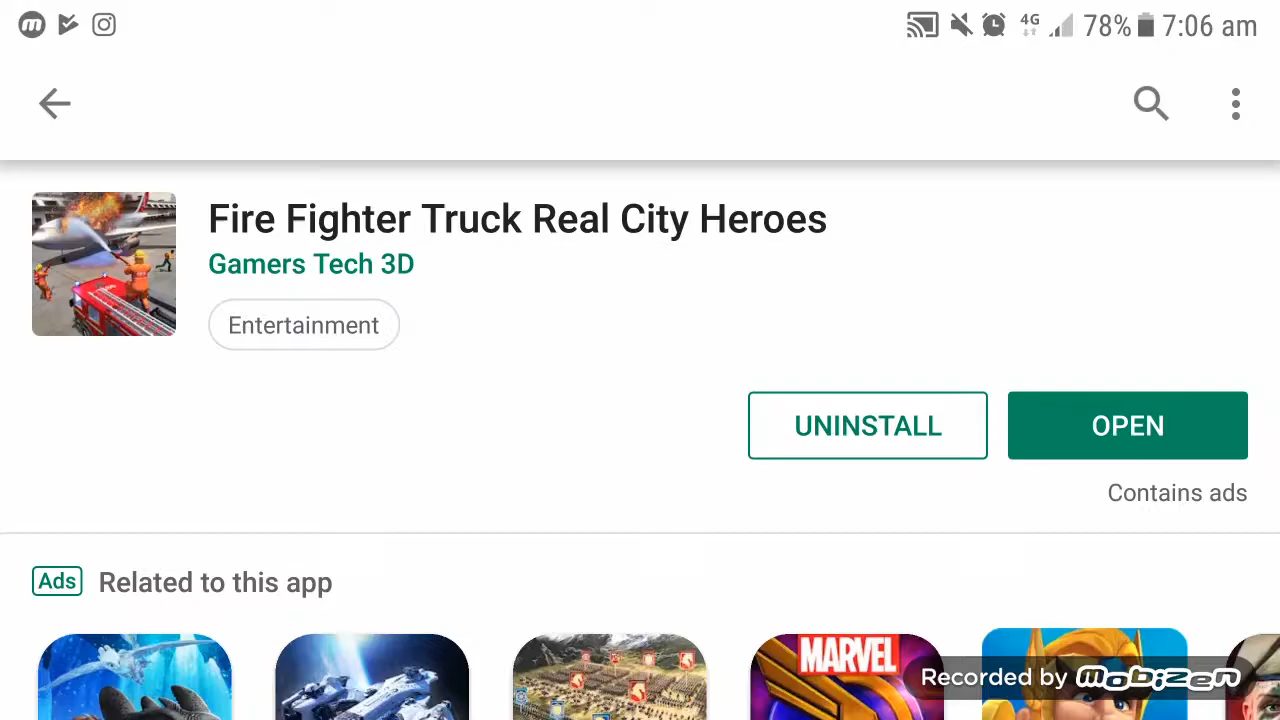 4G 78% 7:06 am
Fire Fighter Truck Real City Heroes
Gamers Tech 3D
Entertainment
UNINSTALL OPEN
Contains ads
Ads Related to this app
MARVEL
Recorded by mobizen